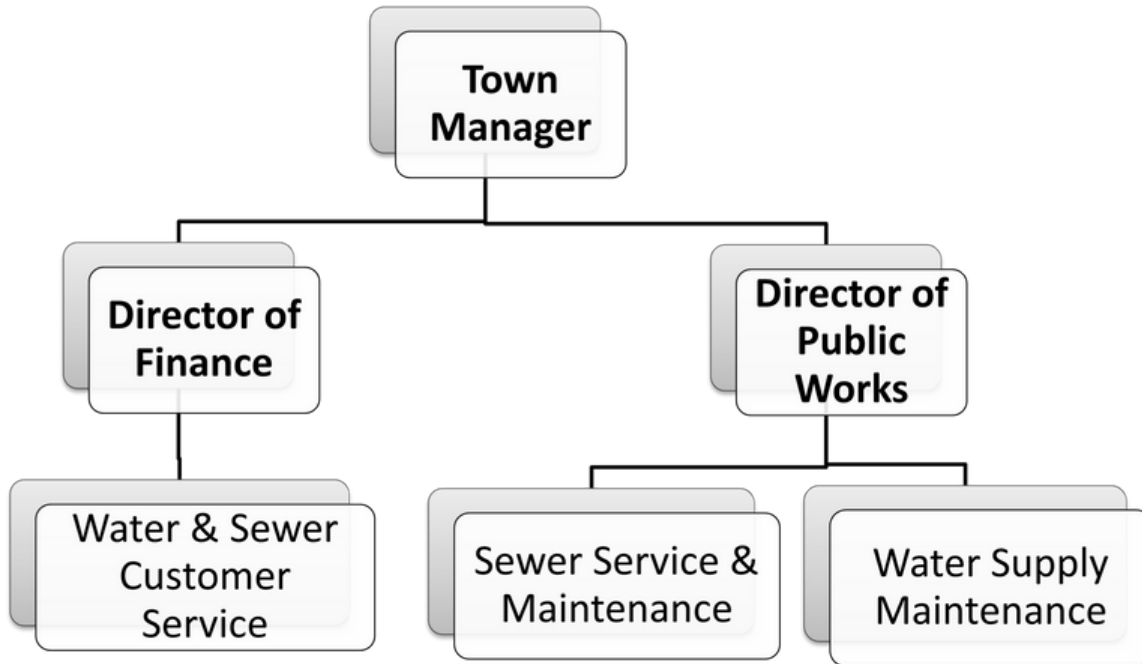 Town
Manager
Director of
Finance
Director of
Public
Works
Water & Sewer
Customer
Service
Sewer Service &
Maintenance
Water Supply
Maintenance